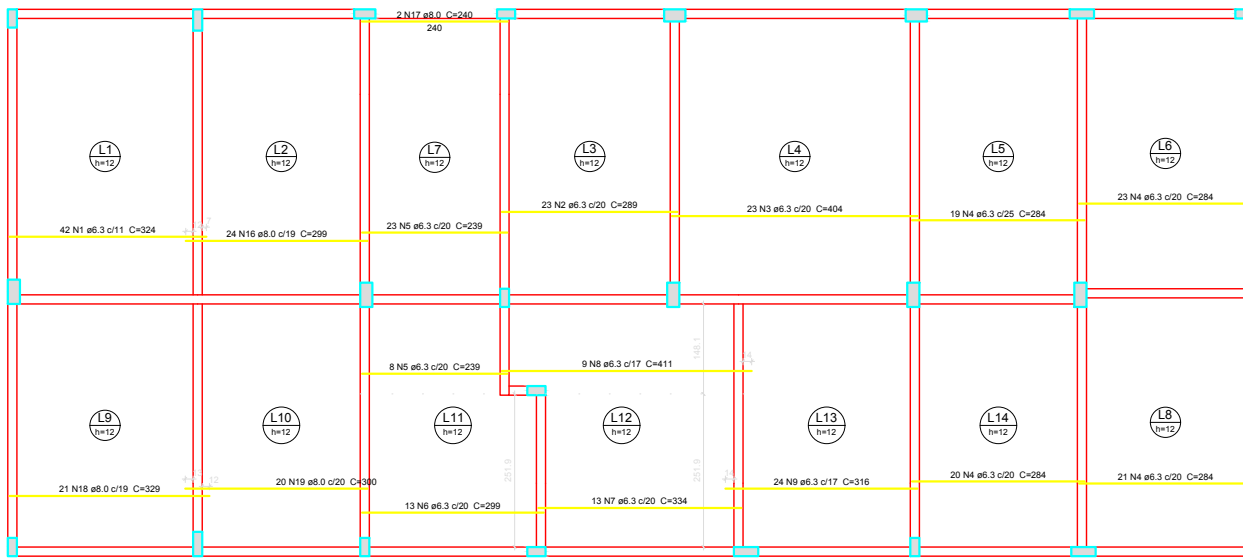 2 N17 ø8.0 C=240
240
L1
h=12
L2
h=12
L7
h=12
L3
h=12
L4
h=12
L5
h=12
L6
h=12
42 N1 ø6.3 c/11 C=324
24 N16 ø8.0 c/19 C=299
23 N5 ø6.3 c/20 C=239
23 N2 ø6.3 c/20 C=289
23 N3 ø6.3 c/20 C=404
19 N4 ø6.3 c/25 C=284
23 N4 ø6.3 c/20 C=284
148.1
8 N5 ø6.3 c/20 C=239
9 N8 ø6.3 c/17 C=411
14
L9
h=12
L10
h=12
L11
h=12
L12
h=12
L13
h=12
L14
h=12
L8
h=12
251.9
251.9
12
21 N18 ø8.0 c/19 C=329
20 N19 ø8.0 c/20 C=300
13 N6 ø6.3 c/20 C=299
13 N7 ø6.3 c/20 C=334
24 N9 ø6.3 c/17 C=316
20 N4 ø6.3 c/20 C=284
21 N4 ø6.3 c/20 C=284